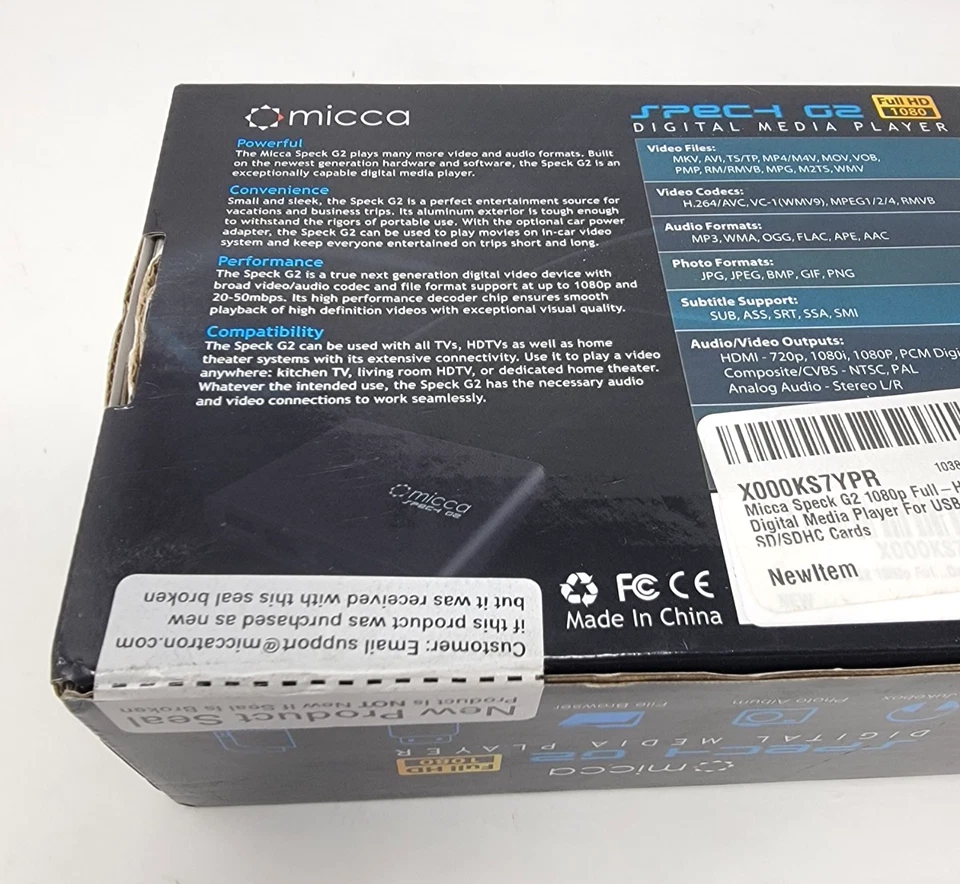 micca
Powerful
The Micca Speck G2 plays many more video and audio formats. Built
on the newest generation hardware and software, the Speck G2 is an
exceptionally capable digital media player.
Convenience
Small and sleek, the Speck G2 is a perfect entertainment source for
vacations and business trips. Its aluminum exterior is tough enough
to withstand the rigors of portable use. With the optional car power
adapter, the Speck G2 can be used to play movies on in-car video
system and keep everyone entertained on trips short and long.
Performance
The Speck G2 is a true next generation digital video device with
broad video/audio codec and file format support at up to 1080p and
20-50mbps. Its high performance decoder chip ensures smooth
playback of high definition videos with exceptional visual quality.
Compatibility
The Speck G2 can be used with all TVs, HDTVs as well as home
theater systems with its extensive connectivity. Use it to play a video
anywhere: kitchen TV, living room HDTV, or dedicated home theater.
Whatever the intended use, the Speck G2 has the necessary audio
and video connections to work seamlessly.
micca
SPECK G2
SPECK G2
Full HD
1080
DIGITAL MEDIA PLAYER
Video Files:
MKV, AVI, TS/TP, MP4/M4V, MOV, VOB,
PMP, RM/RMVB, MPG, M2TS, WMV
Video Codecs:
H.264/AVC, VC-1(WMV9), MPEG1/2/4, RMVB
Audio Formats:
MP3, WMA, OGG, FLAC, APE, AAC
Photo Formats:
JPG, JPEG, BMP, GIF, PNG
Subtitle Support:
SUB, ASS, SRT, SSA, SMI
Audio/Video Outputs:
HDMI - 720p, 1080i, 1080P, PCM Digi
Composite/CVBS - NTSC, PAL
Analog Audio - Stereo L/R
1038
X000KS7YPR
Micca Speck G2 1080p Full-H
Digital Media Player For USB
SD/SDHC Cards
NewItem
FC CE
Made In China
Customer: Email support@miccatron.com
if this product was purchased as new
but it was received with this seal broken
New Product Seal
Product is NOT New if Seal is Broken
micca
SPECK G2
Full HD
1080
DIGITAL MEDIA PLAYER
Jukebox
Photo Album
File Browser